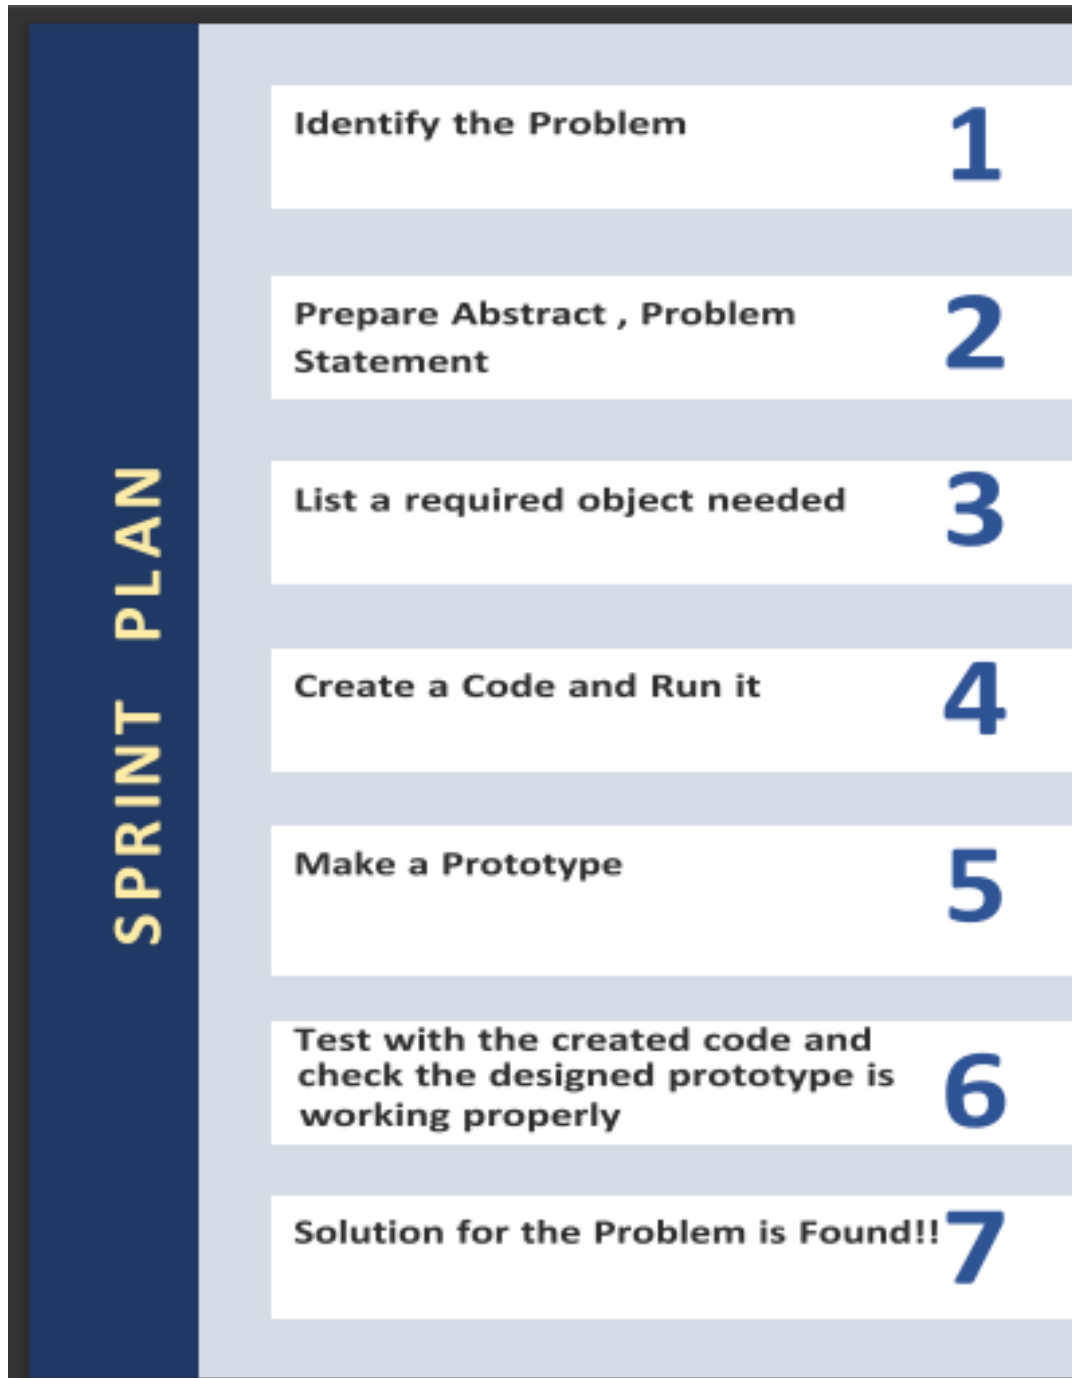 SPRINT PLAN
Identify the Problem
1
Prepare Abstract , Problem
Statement
2
List a required object needed
3
Create a Code and Run it
4
Make a Prototype
5
Test with the created code and
check the designed prototype is
working properly
6
Solution for the Problem is Found!!
7